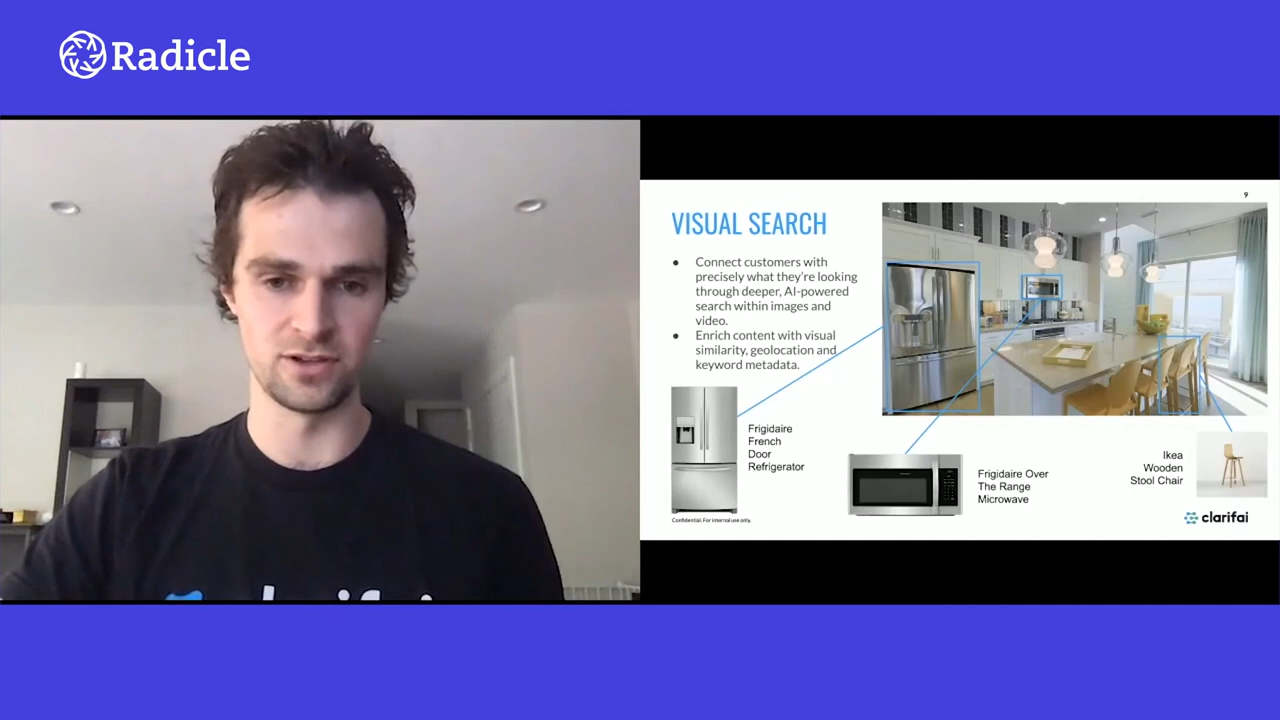 Radicle
9
VISUAL SEARCH
● Connect customers with
precisely what they're looking
through deeper, AI-powered
search within images and
video.
● Enrich content with visual
similarity, geolocation and
keyword metadata.
Frigidaire
French
Door
Refrigerator
Frigidaire Over
The Range
Microwave
Ikea
Wooden
Stool Chair
Confidential. For internal use only.
clarifai
clarifai